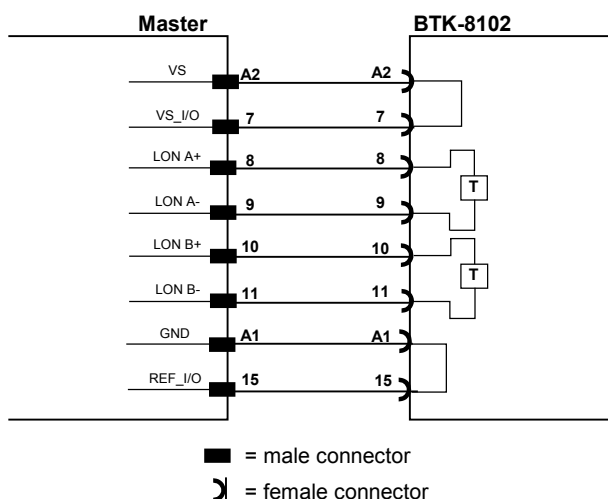 Master BTK-8102
VS A2 A2
VS_I/O 7 7
LON A+ 8 8
T
LON A- 9 9
LON B+ 10 10
T
LON B- 11 11
GND A1 A1
REF_I/O 15 15
= male connector
= female connector